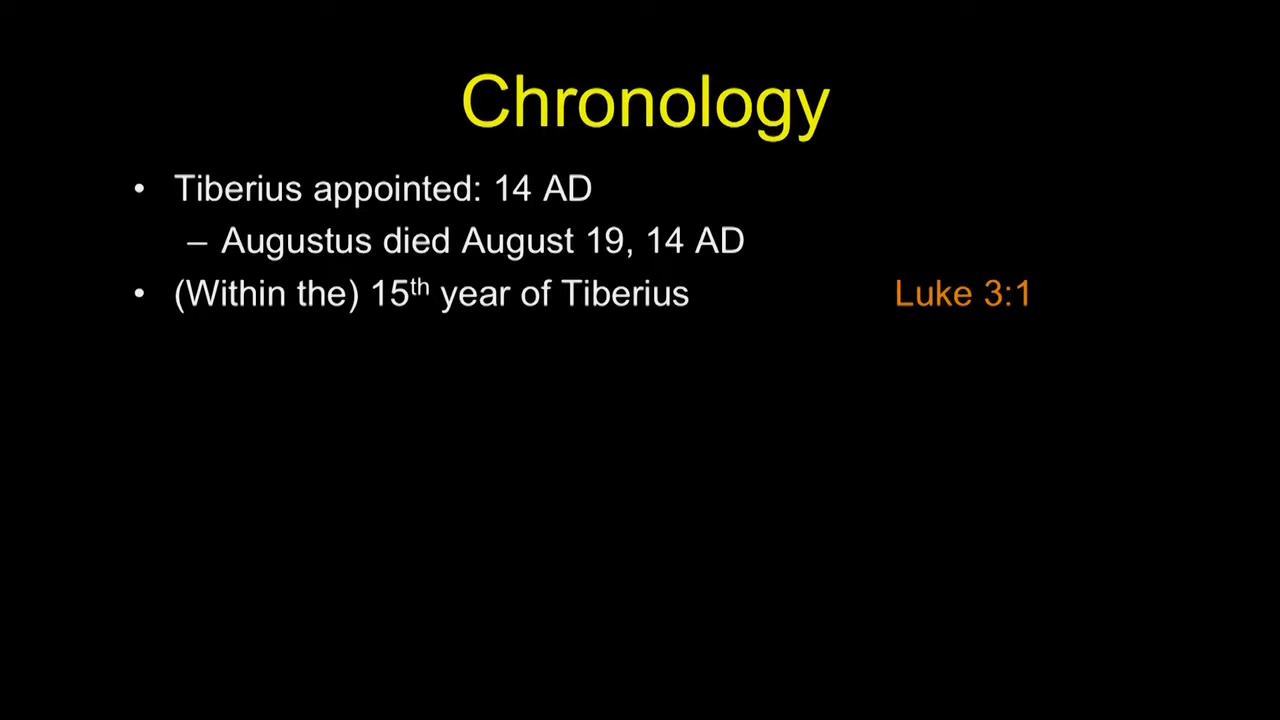 Chronology
• Tiberius appointed: 14 AD
– Augustus died August 19, 14 AD
• (Within the) 15th year of Tiberius Luke 3:1